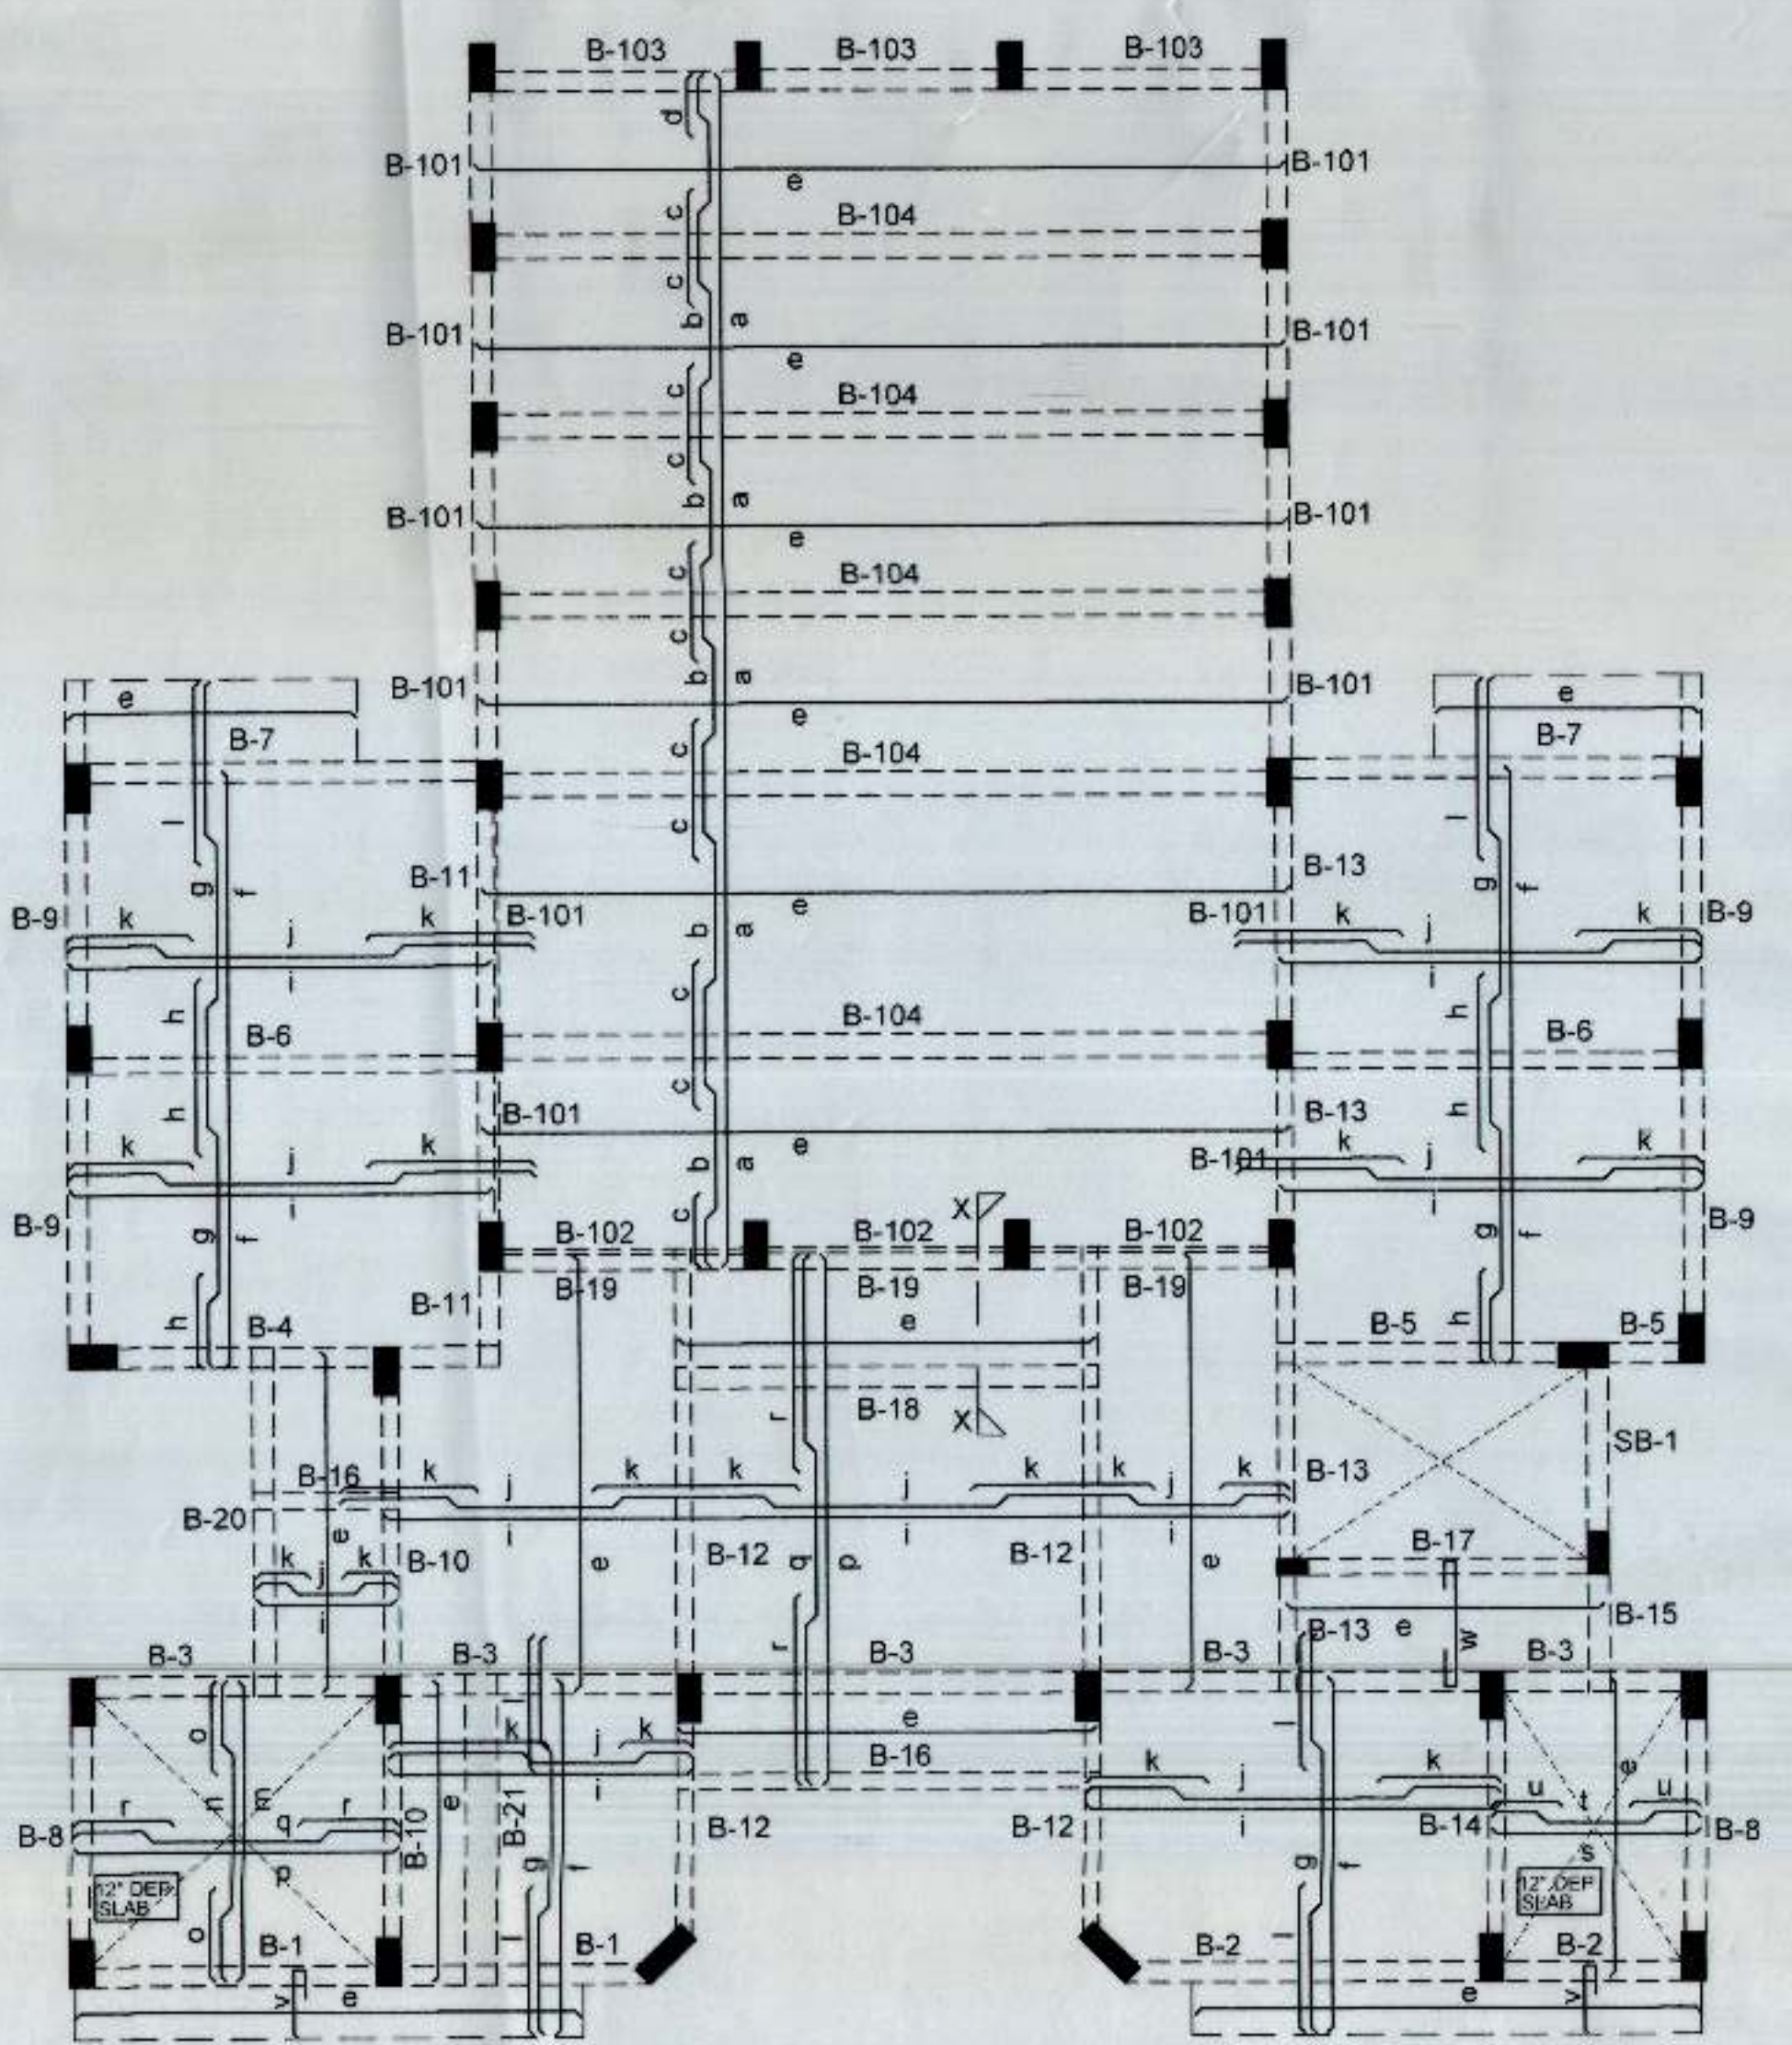 B-103 B-103 B-103
d
B-101 B-101
e
c B-104
c
b a
B-101 B-101
e
c B-104
c
b a
B-101 B-101
e
c B-104
c
b a
B-101 B-101
e e e
B-7 c B-104 B-7
l c l
B-11 B-13
g f e g f
B-9 k k B-101 B-101 k k B-9
j b a j
i i
h c B-104 h
B-6 B-6
h c h
B-101 B-13
k k e k k
j b a B-101 j
i i
B-9 g f c X g f B-9
B-102 B-102 B-102
B-19 B-19 B-19
h B-4 B-11 e B-5 h B-5
r B-18 X
SB-1
B-16 k k k k k k B-13
j j j
B-20 i i i
e B-17
k j k B-10 e B-12 q p B-12 e
i
B-15
B-13 e w
B-3 B-3 r B-3 B-3 B-3
o l e l
k j k B-16 k j k e
n m i u t u
r q r e B-21 i
B-8 B-10 B-12 B-12 B-14 B-8
p g f g f s
12" DEP. SLAB
12" DEP. SLAB
o B-1 l B-1 B-2 l B-2
v e e v